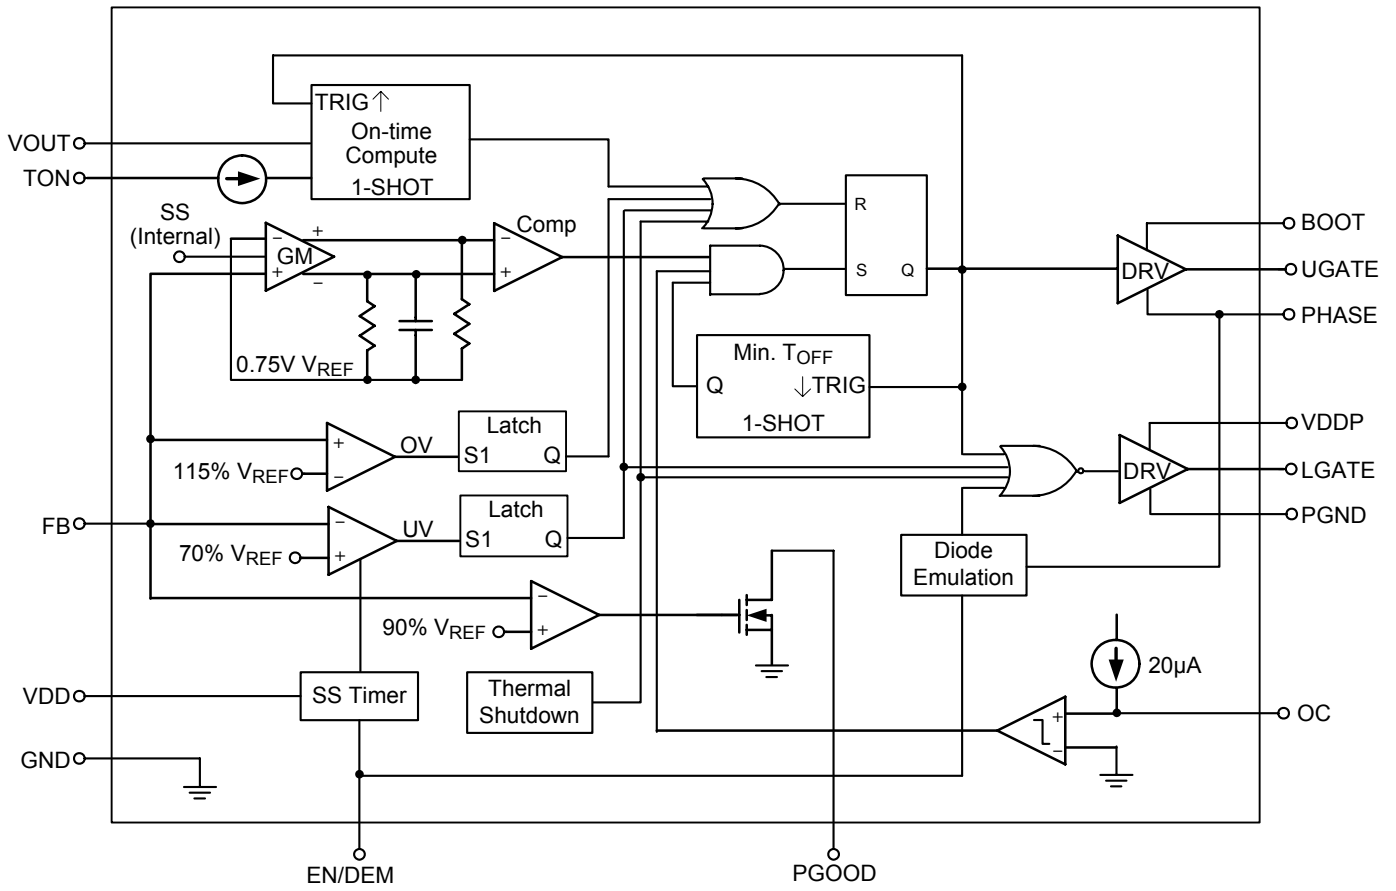 TRIG↑
On-time
Compute
1-SHOT
VOUT
TON
SS
(Internal)
−
+
GM
+
−
−
+
Comp
R
S
Q
DRV
BOOT
UGATE
PHASE
0.75V VREF
Min. TOFF
Q
↓TRIG
1-SHOT
+
−
OV
115% VREF
Latch
S1
Q
DRV
VDDP
LGATE
PGND
FB
−
+
UV
70% VREF
Latch
S1
Q
Diode
Emulation
−
+
90% VREF
20µA
VDD
SS Timer
Thermal
Shutdown
+
−
OC
GND
EN/DEM
PGOOD